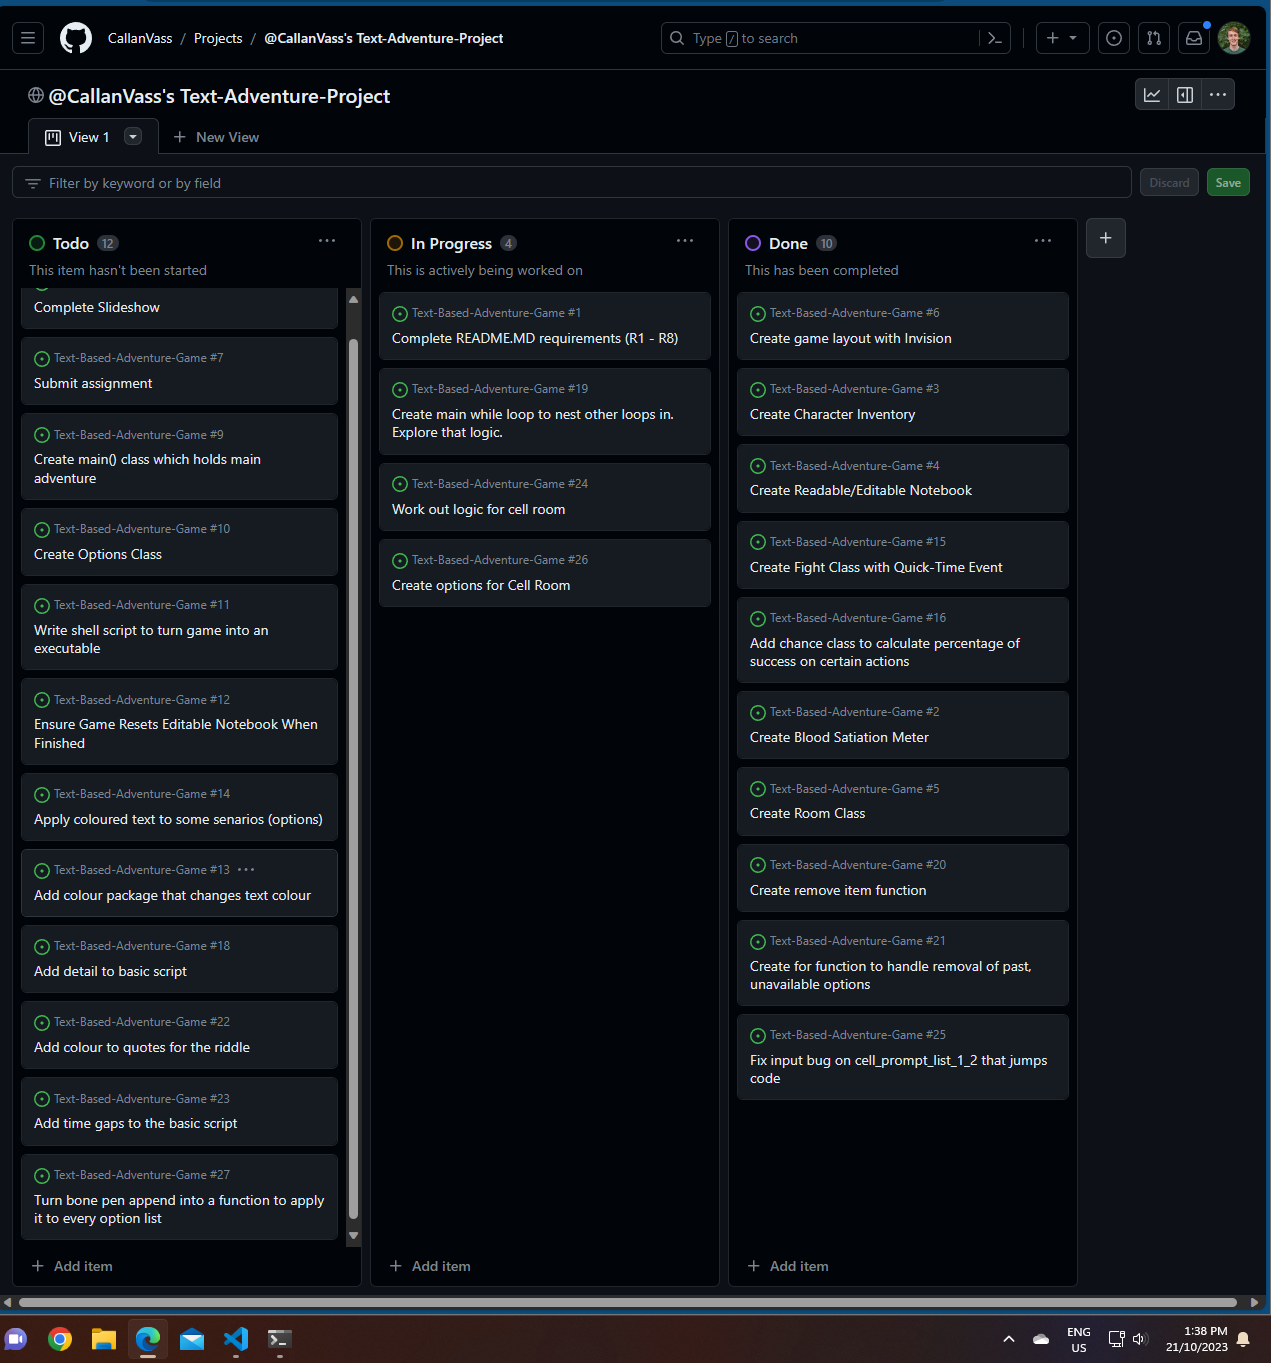 CallanVass / Projects / @CallanVass's Text-Adventure-Project
Type / to search
@CallanVass's Text-Adventure-Project
View 1
New View
Filter by keyword or by field
Discard
Save
Todo 12
This item hasn't been started
Complete Slideshow
Text-Based-Adventure-Game #7
Submit assignment
Text-Based-Adventure-Game #9
Create main() class which holds main
adventure
Text-Based-Adventure-Game #10
Create Options Class
Text-Based-Adventure-Game #11
Write shell script to turn game into an
executable
Text-Based-Adventure-Game #12
Ensure Game Resets Editable Notebook When
Finished
Text-Based-Adventure-Game #14
Apply coloured text to some senarios (options)
Text-Based-Adventure-Game #13
Add colour package that changes text colour
Text-Based-Adventure-Game #18
Add detail to basic script
Text-Based-Adventure-Game #22
Add colour to quotes for the riddle
Text-Based-Adventure-Game #23
Add time gaps to the basic script
Text-Based-Adventure-Game #27
Turn bone pen append into a function to apply
it to every option list
Add item
In Progress 4
This is actively being worked on
Text-Based-Adventure-Game #1
Complete README.MD requirements (R1 - R8)
Text-Based-Adventure-Game #19
Create main while loop to nest other loops in.
Explore that logic.
Text-Based-Adventure-Game #24
Work out logic for cell room
Text-Based-Adventure-Game #26
Create options for Cell Room
Add item
Done 10
This has been completed
Text-Based-Adventure-Game #6
Create game layout with Invision
Text-Based-Adventure-Game #3
Create Character Inventory
Text-Based-Adventure-Game #4
Create Readable/Editable Notebook
Text-Based-Adventure-Game #15
Create Fight Class with Quick-Time Event
Text-Based-Adventure-Game #16
Add chance class to calculate percentage of
success on certain actions
Text-Based-Adventure-Game #2
Create Blood Satiation Meter
Text-Based-Adventure-Game #5
Create Room Class
Text-Based-Adventure-Game #20
Create remove item function
Text-Based-Adventure-Game #21
Create for function to handle removal of past,
unavailable options
Text-Based-Adventure-Game #25
Fix input bug on cell_prompt_list_1_2 that jumps
code
Add item
ENG
US
1:38 PM
21/10/2023